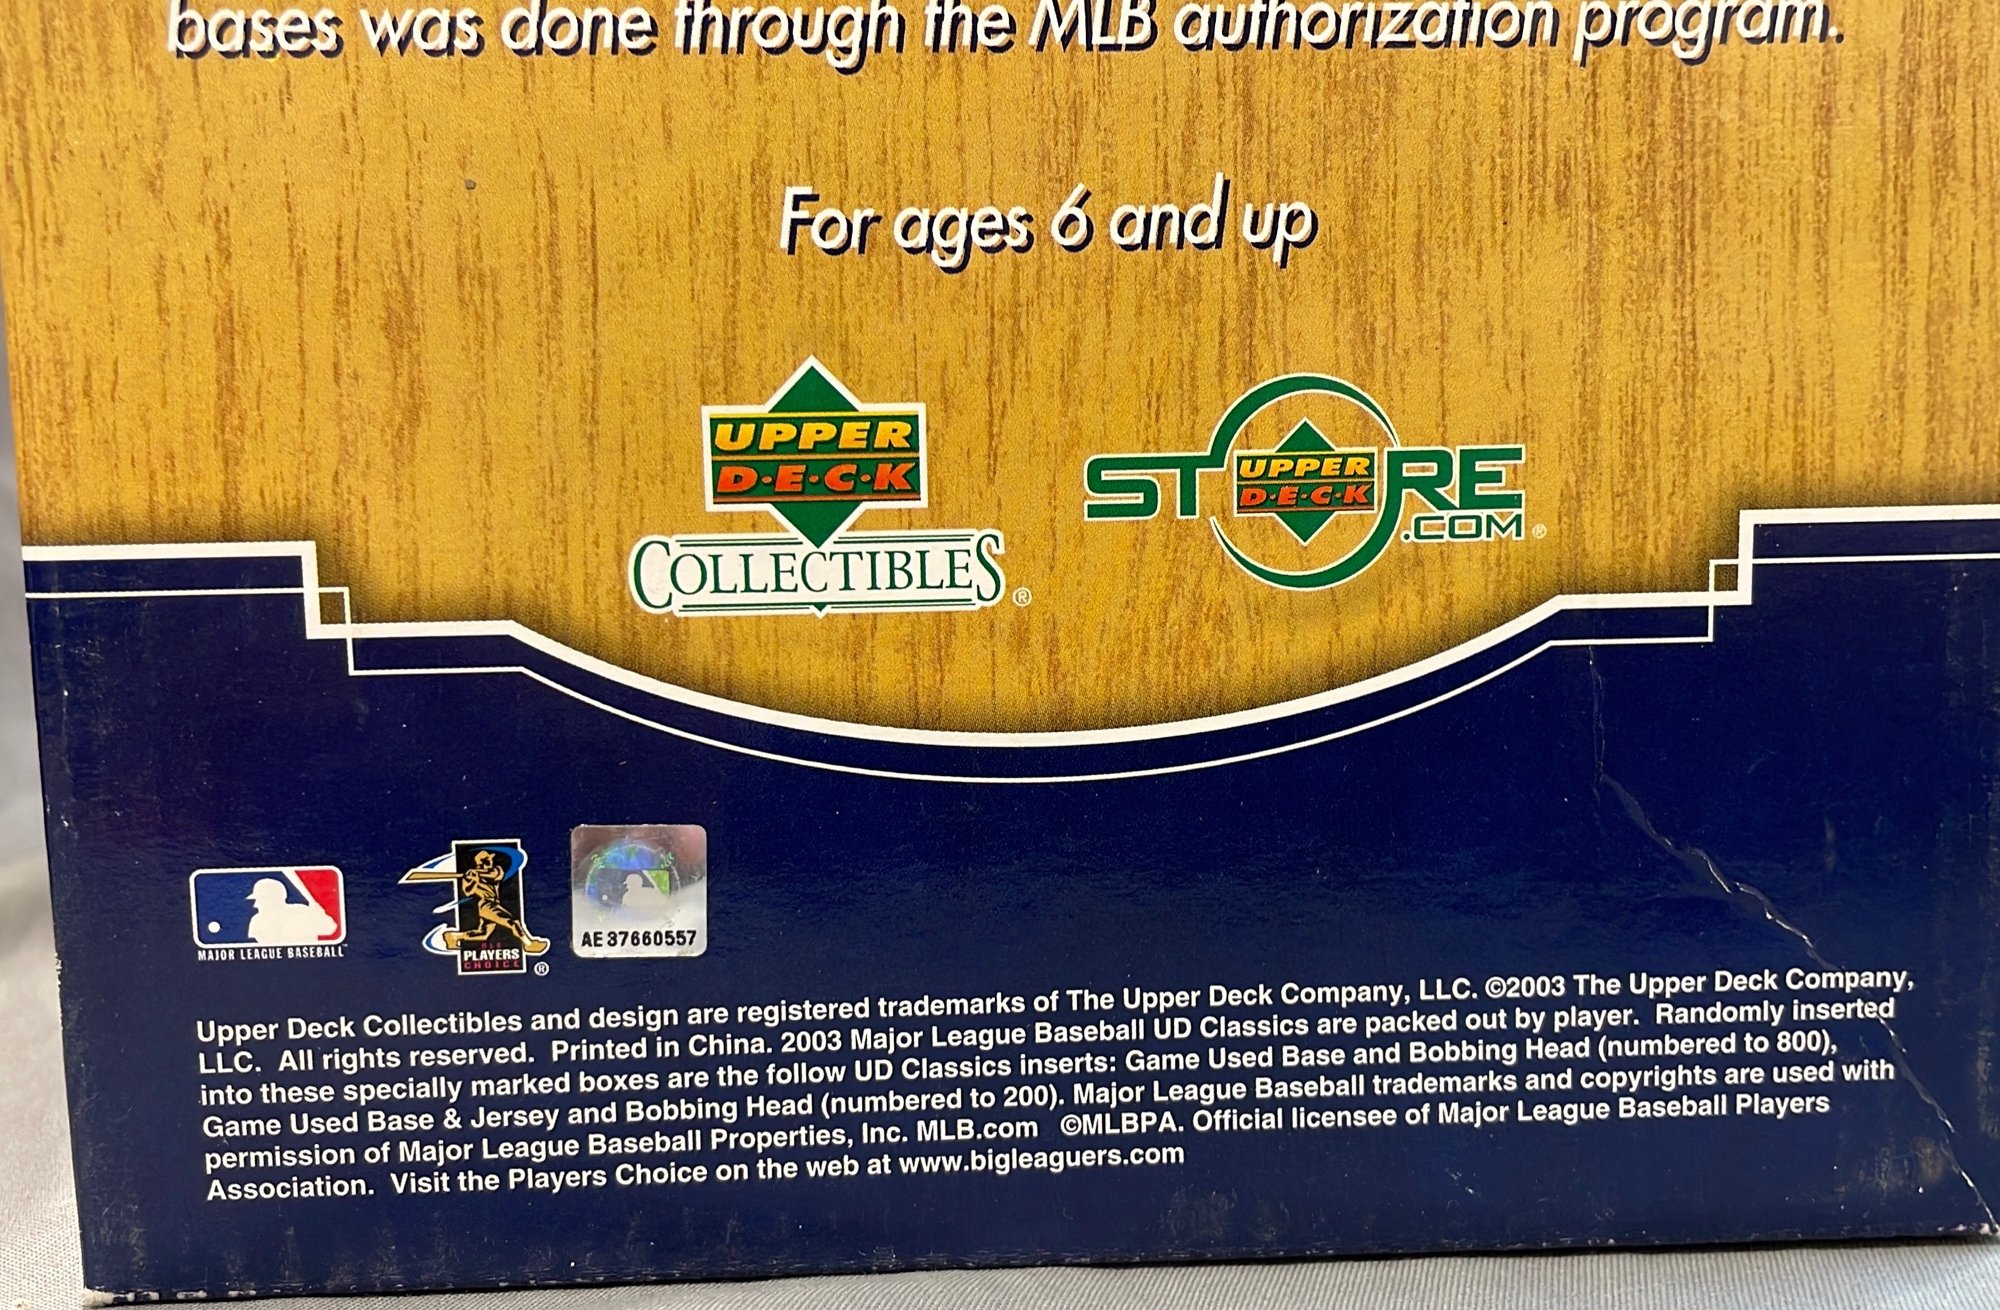 bases was done through the MLB authorization program.
For ages 6 and up
UPPER
D·E·C·K
COLLECTIBLES ®
STORE
UPPER
D·E·C·K
.COM ®
MAJOR LEAGUE BASEBALL™
MLB
PLAYERS
CHOICE ®
AE 37660557
Upper Deck Collectibles and design are registered trademarks of The Upper Deck Company, LLC. ©2003 The Upper Deck Company,
LLC. All rights reserved. Printed in China. 2003 Major League Baseball UD Classics are packed out by player. Randomly inserted
into these specially marked boxes are the follow UD Classics inserts: Game Used Base and Bobbing Head (numbered to 800),
Game Used Base & Jersey and Bobbing Head (numbered to 200). Major League Baseball trademarks and copyrights are used with
permission of Major League Baseball Properties, Inc. MLB.com ©MLBPA. Official licensee of Major League Baseball Players
Association. Visit the Players Choice on the web at www.bigleaguers.com